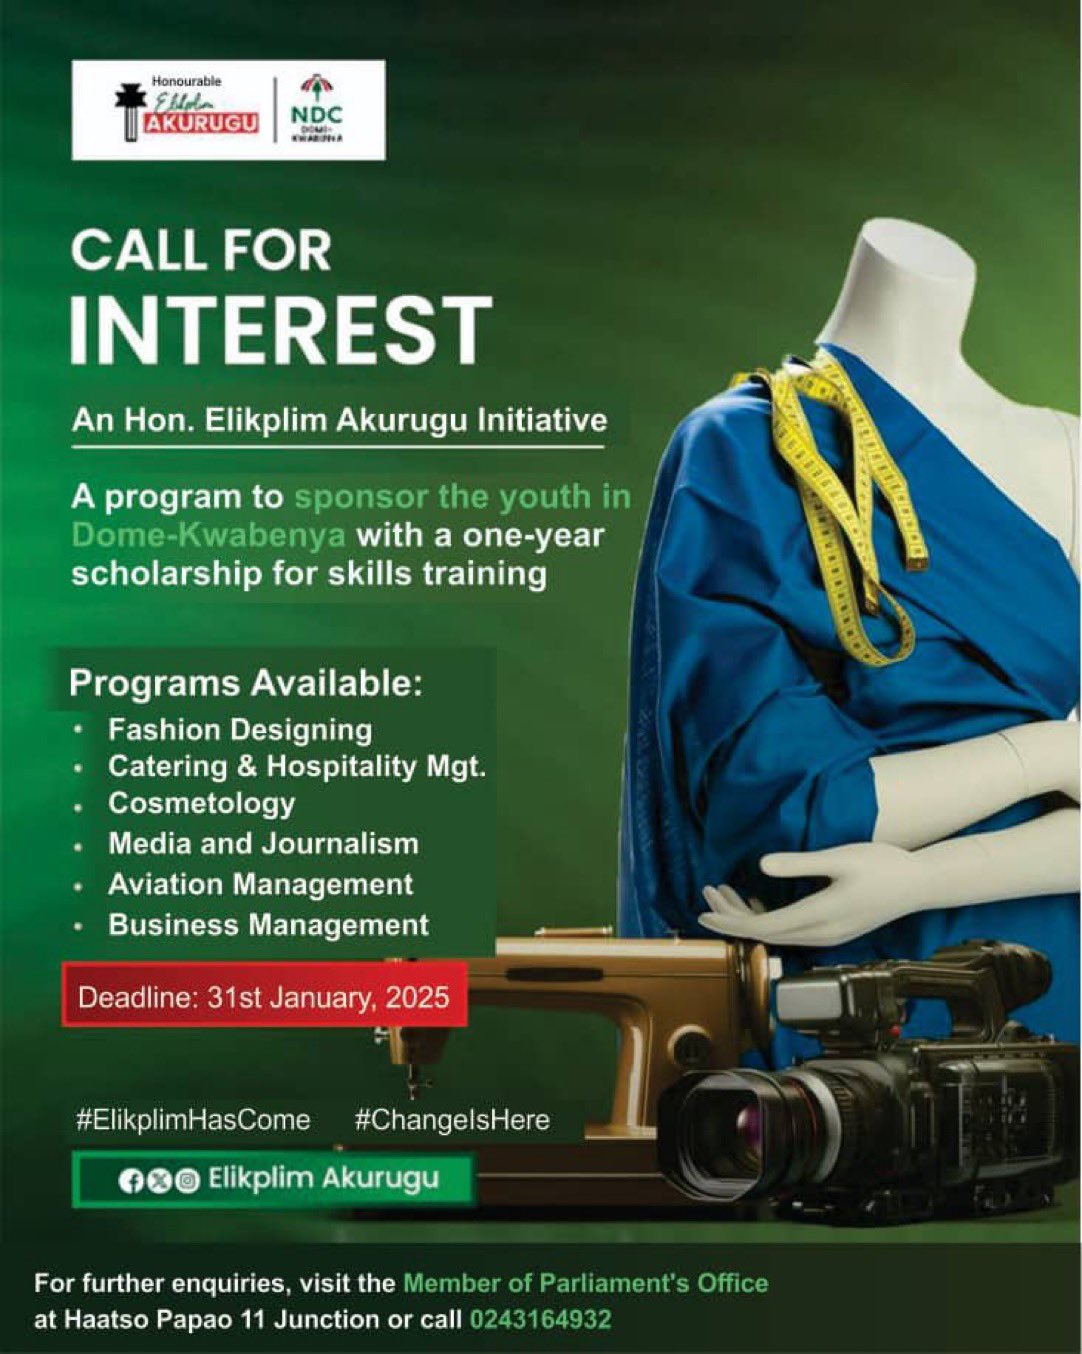 Honourable
Elikplim
AKURUGU
NDC
DOME-
KWABENYA
CALL FOR
INTEREST
An Hon. Elikplim Akurugu Initiative
A program to sponsor the youth in
Dome-Kwabenya with a one-year
scholarship for skills training
Programs Available:
• Fashion Designing
• Catering & Hospitality Mgt.
• Cosmetology
• Media and Journalism
• Aviation Management
• Business Management
Deadline: 31st January, 2025
#ElikplimHasCome #ChangeIsHere
Elikplim Akurugu
For further enquiries, visit the Member of Parliament's Office
at Haatso Papao 11 Junction or call 0243164932